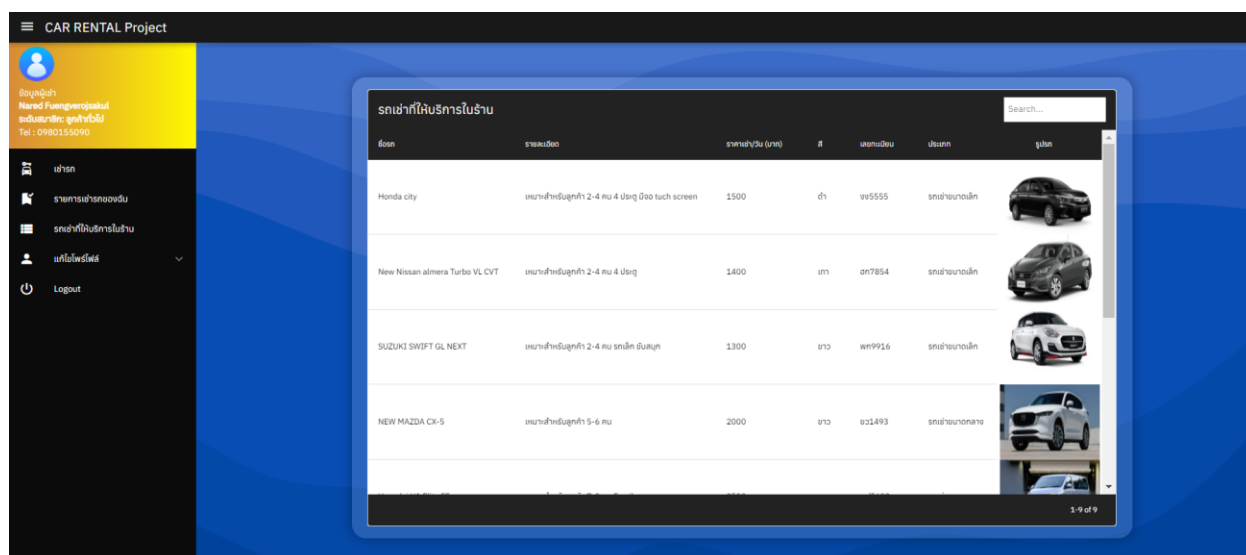 CAR RENTAL Project
ข้อมูลผู้เช่า
Nared Fuengverojsakul
ระดับสมาชิก: ลูกค้าทั่วไป
Tel : 0980155090
เช่ารถ
รายการเช่ารถของฉัน
รถเช่าที่ให้บริการในร้าน
แก้ไขโพรไฟล์
Logout
รถเช่าที่ให้บริการในร้าน
Search...
ชื่อรถ รายละเอียด ราคาเช่า/วัน (บาท) สี เลขทะเบียน ประเภท รูปรถ
Honda city เหมาะสำหรับลูกค้า 2-4 คน 4 ประตู มีจอ tuch screen 1500 ดำ งง5555 รถเช่าขนาดเล็ก
New Nissan almera Turbo VL CVT เหมาะสำหรับลูกค้า 2-4 คน 4 ประตู 1400 เทา ฮก7854 รถเช่าขนาดเล็ก
SUZUKI SWIFT GL NEXT เหมาะสำหรับลูกค้า 2-4 คน รถเล็ก ขับสนุก 1300 ขาว พก9916 รถเช่าขนาดเล็ก
NEW MAZDA CX-5 เหมาะสำหรับลูกค้า 5-6 คน 2000 ขาว ขว1493 รถเช่าขนาดกลาง
1-9 of 9